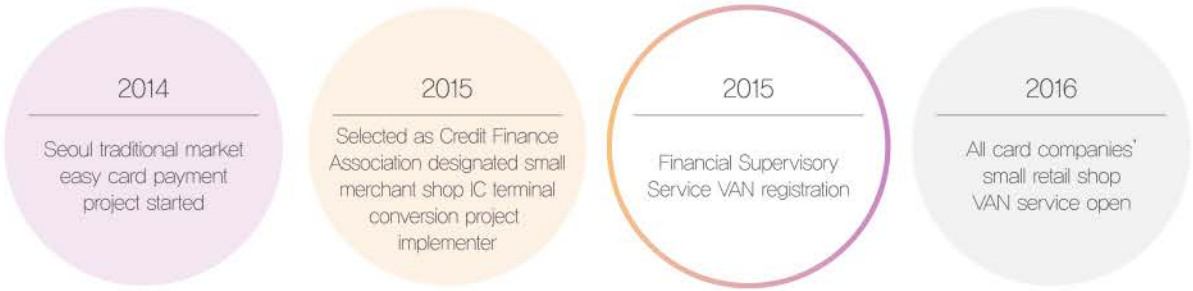 2014
Seoul traditional market
easy card payment
project started
2015
Selected as Credit Finance
Association designated small
merchant shop IC terminal
conversion project
implementer
2015
Financial Supervisory
Service VAN registration
2016
All card companies'
small retail shop
VAN service open